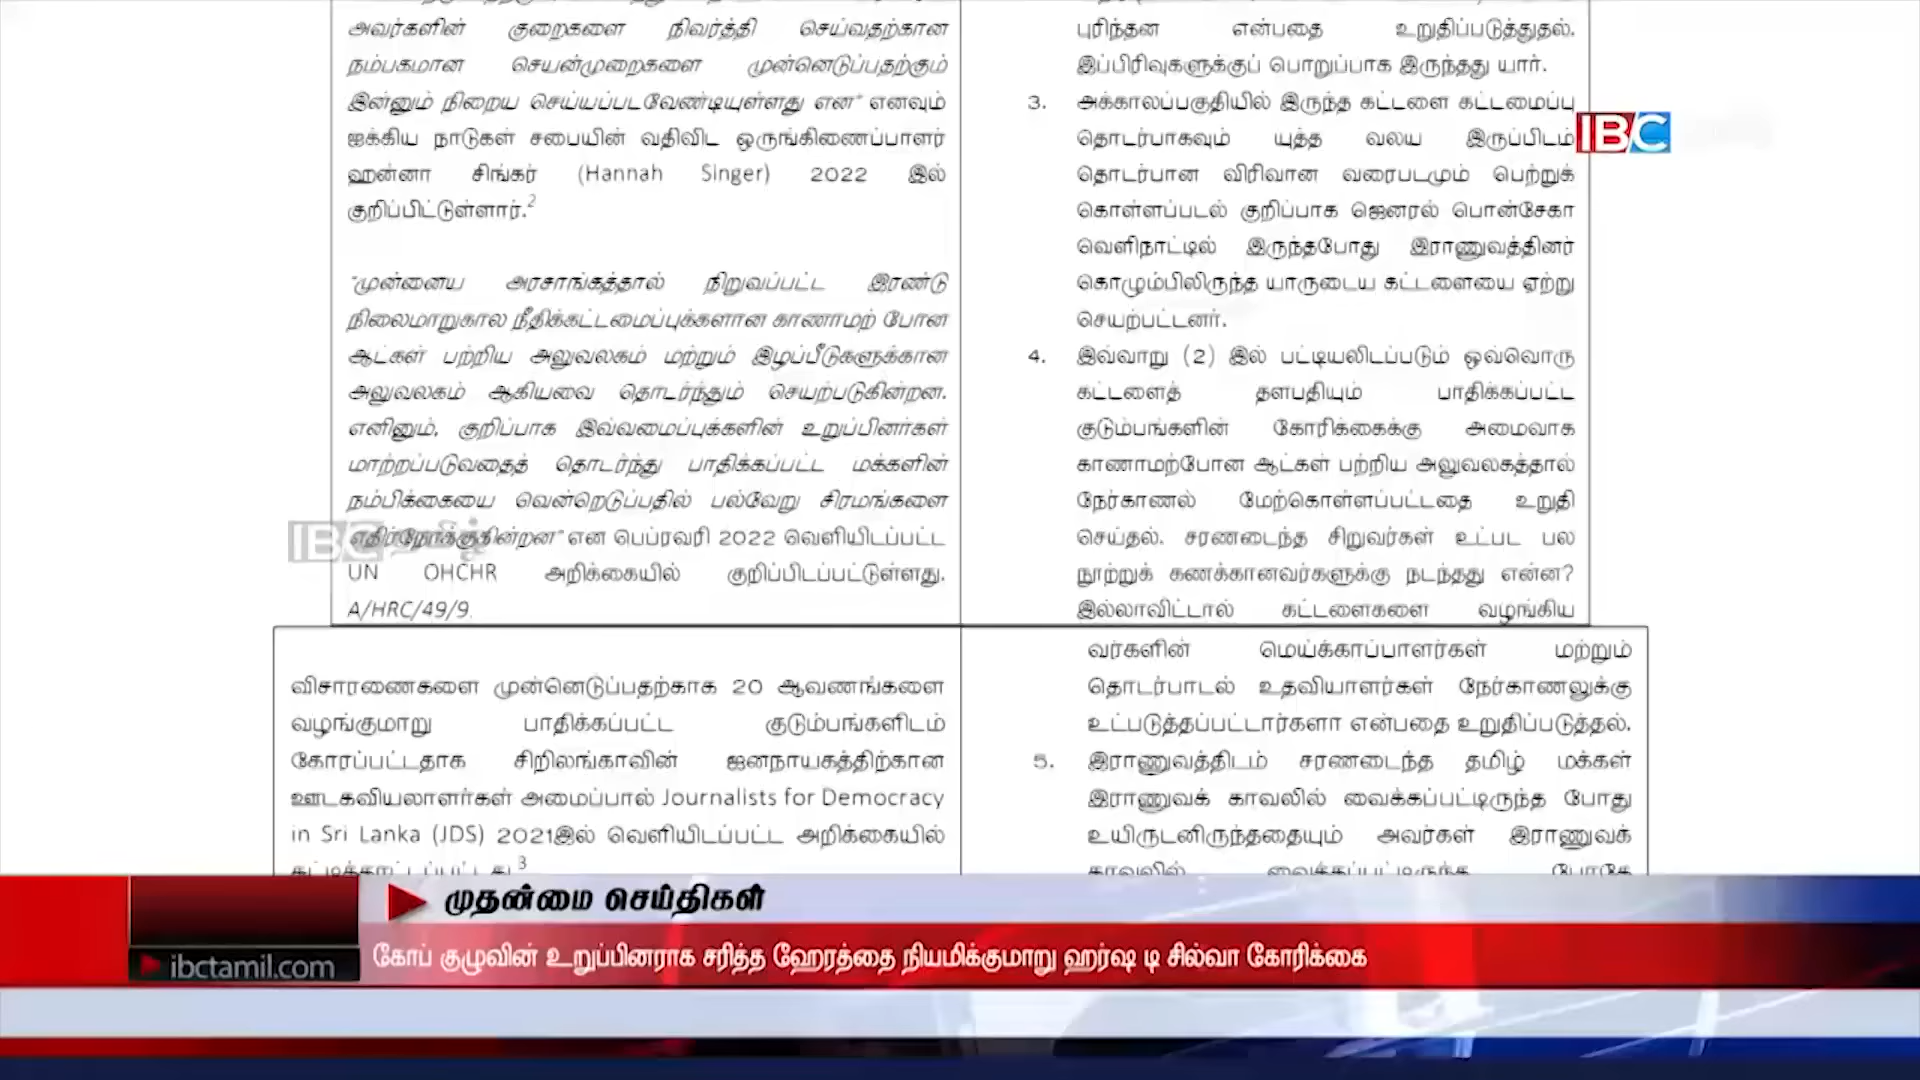 அவர்களின் குறைகளை நிவர்த்தி செய்வதற்கான
நம்பகமான செயன்முறைகளை முன்னெடுப்பதற்கும்
இன்னும் நிறைய செய்யப்படவேண்டியுள்ளது என" எனவும்
ஐக்கிய நாடுகள் சபையின் வதிவிட ஒருங்கிணைப்பாளர்
ஹன்னா சிங்கர் (Hannah Singer) 2022 இல்
குறிப்பிட்டுள்ளார்.2
"முன்னைய அரசாங்கத்தால் நிறுவப்பட்ட இரண்டு
நிலைமாறுகால நீதிக்கட்டமைப்புக்களான காணாமற் போன
ஆட்கள் பற்றிய அலுவலகம் மற்றும் இழப்பீடுகளுக்கான
அலுவலகம் ஆகியவை தொடர்ந்தும் செயற்படுகின்றன.
எனினும், குறிப்பாக இவ்வமைப்புக்களின் உறுப்பினர்கள்
மாற்றப்படுவதைத் தொடர்ந்து பாதிக்கப்பட்ட மக்களின்
நம்பிக்கையை வென்றெடுப்பதில் பல்வேறு சிரமங்களை
எதிர்நோக்குகின்றன" என பெப்ரவரி 2022 வெளியிடப்பட்ட
UN OHCHR அறிக்கையில் குறிப்பிடப்பட்டுள்ளது.
A/HRC/49/9.
விசாரணைகளை முன்னெடுப்பதற்காக 20 ஆவணங்களை
வழங்குமாறு பாதிக்கப்பட்ட குடும்பங்களிடம்
கோரப்பட்டதாக சிறிலங்காவின் ஜனநாயகத்திற்கான
ஊடகவியலாளர்கள் அமைப்பால் Journalists for Democracy
in Sri Lanka (JDS) 2021இல் வெளியிடப்பட்ட அறிக்கையில்
புரிந்தன என்பதை உறுதிப்படுத்துதல்.
இப்பிரிவுகளுக்குப் பொறுப்பாக இருந்தது யார்.
3. அக்காலப்பகுதியில் இருந்த கட்டளை கட்டமைப்பு
தொடர்பாகவும் யுத்த வலய இருப்பிடம்
தொடர்பான விரிவான வரைபடமும் பெற்றுக்
கொள்ளப்படல் குறிப்பாக ஜெனரல் பொன்சேகா
வெளிநாட்டில் இருந்தபோது இராணுவத்தினர்
கொழும்பிலிருந்த யாருடைய கட்டளையை ஏற்று
செயற்பட்டனர்.
4. இவ்வாறு (2) இல் பட்டியலிடப்படும் ஒவ்வொரு
கட்டளைத் தளபதியும் பாதிக்கப்பட்ட
குடும்பங்களின் கோரிக்கைக்கு அமைவாக
காணாமற்போன ஆட்கள் பற்றிய அலுவலகத்தால்
நேர்காணல் மேற்கொள்ளப்பட்டதை உறுதி
செய்தல். சரணடைந்த சிறுவர்கள் உட்பட பல
நூற்றுக் கணக்கானவர்களுக்கு நடந்தது என்ன?
இல்லாவிட்டால் கட்டளைகளை வழங்கிய
வர்களின் மெய்க்காப்பாளர்கள் மற்றும்
தொடர்பாடல் உதவியாளர்கள் நேர்காணலுக்கு
உட்படுத்தப்பட்டார்களா என்பதை உறுதிப்படுத்தல்.
5. இராணுவத்திடம் சரணடைந்த தமிழ் மக்கள்
இராணுவக் காவலில் வைக்கப்பட்டிருந்த போது
உயிருடனிருந்ததையும் அவர்கள் இராணுவக்
காவலில் வைக்கப்பட்டிருந்த போதே
IBC
IBC தமிழ்
முதன்மை செய்திகள்
ibctamil.com
கோப் குழுவின் உறுப்பினராக சரித்த ஹேரத்தை நியமிக்குமாறு ஹர்ஷ டி சில்வா கோரிக்கை